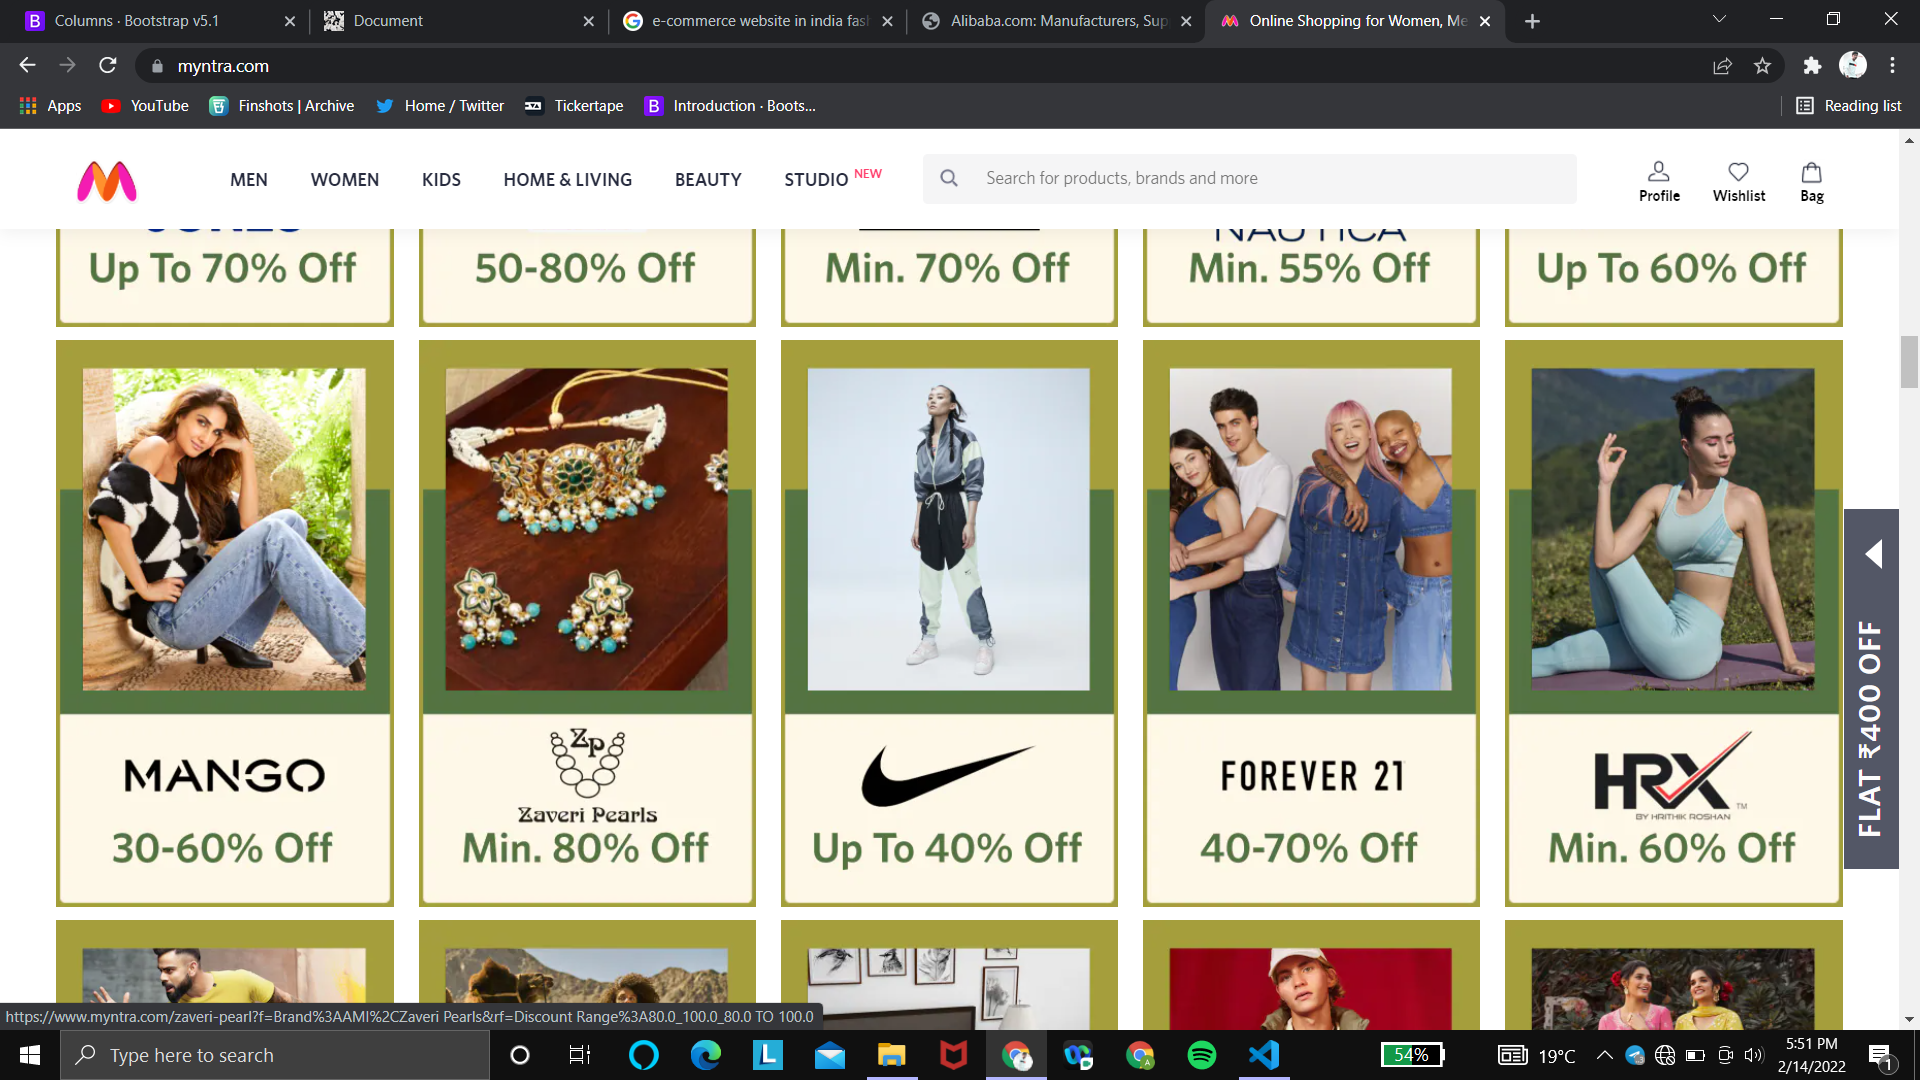 Columns · Bootstrap v5.1
Document
e-commerce website in india fas
Alibaba.com: Manufacturers, Sup
Online Shopping for Women, Me
myntra.com
Apps
YouTube
Finshots | Archive
Home / Twitter
Tickertape
Introduction · Boots...
Reading list
MEN
WOMEN
KIDS
HOME & LIVING
BEAUTY
STUDIO NEW
Search for products, brands and more
Profile
Wishlist
Bag
NAUTICA
Up To 70% Off
50-80% Off
Min. 70% Off
Min. 55% Off
Up To 60% Off
MANGO
30-60% Off
Zp
Zaveri Pearls
Min. 80% Off
Up To 40% Off
FOREVER 21
40-70% Off
HRX TM
BY HRITHIK ROSHAN
Min. 60% Off
FLAT ₹400 OFF
https://www.myntra.com/zaveri-pearl?f=Brand%3AAMI%2CZaveri Pearls&rf=Discount Range%3A80.0_100.0_80.0 TO 100.0
Type here to search
54%
19°C
5:51 PM
2/14/2022
1